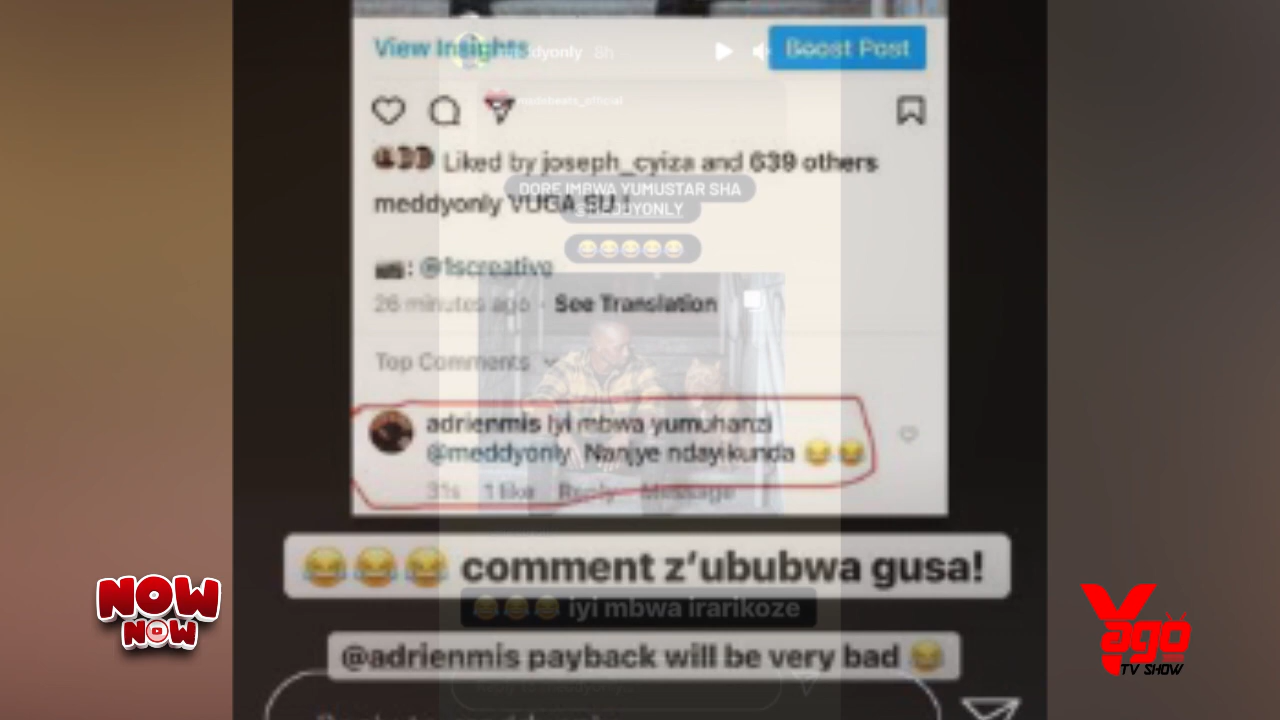 View Insights
dyonly 8h
Boost Post
Liked by joseph_cyiza and 639 others
DORE IMBWA YUMUSTAR SHA
meddyonly VUGA SU !
😂😂😂😂😂
: @1screative
26 minutes ago · See Translation
Top Comments
adrienmis Iyi mbwa yumuhanzi
@meddyonly Nanjye ndayikunda 😂😂
31s 1 like Reply Message
😂😂😂 comment z'ububwa gusa!
😂😂😂 iyi mbwa irarikoze
@adrienmis payback will be very bad 😂
NOW
NOW
Yago
TV SHOW